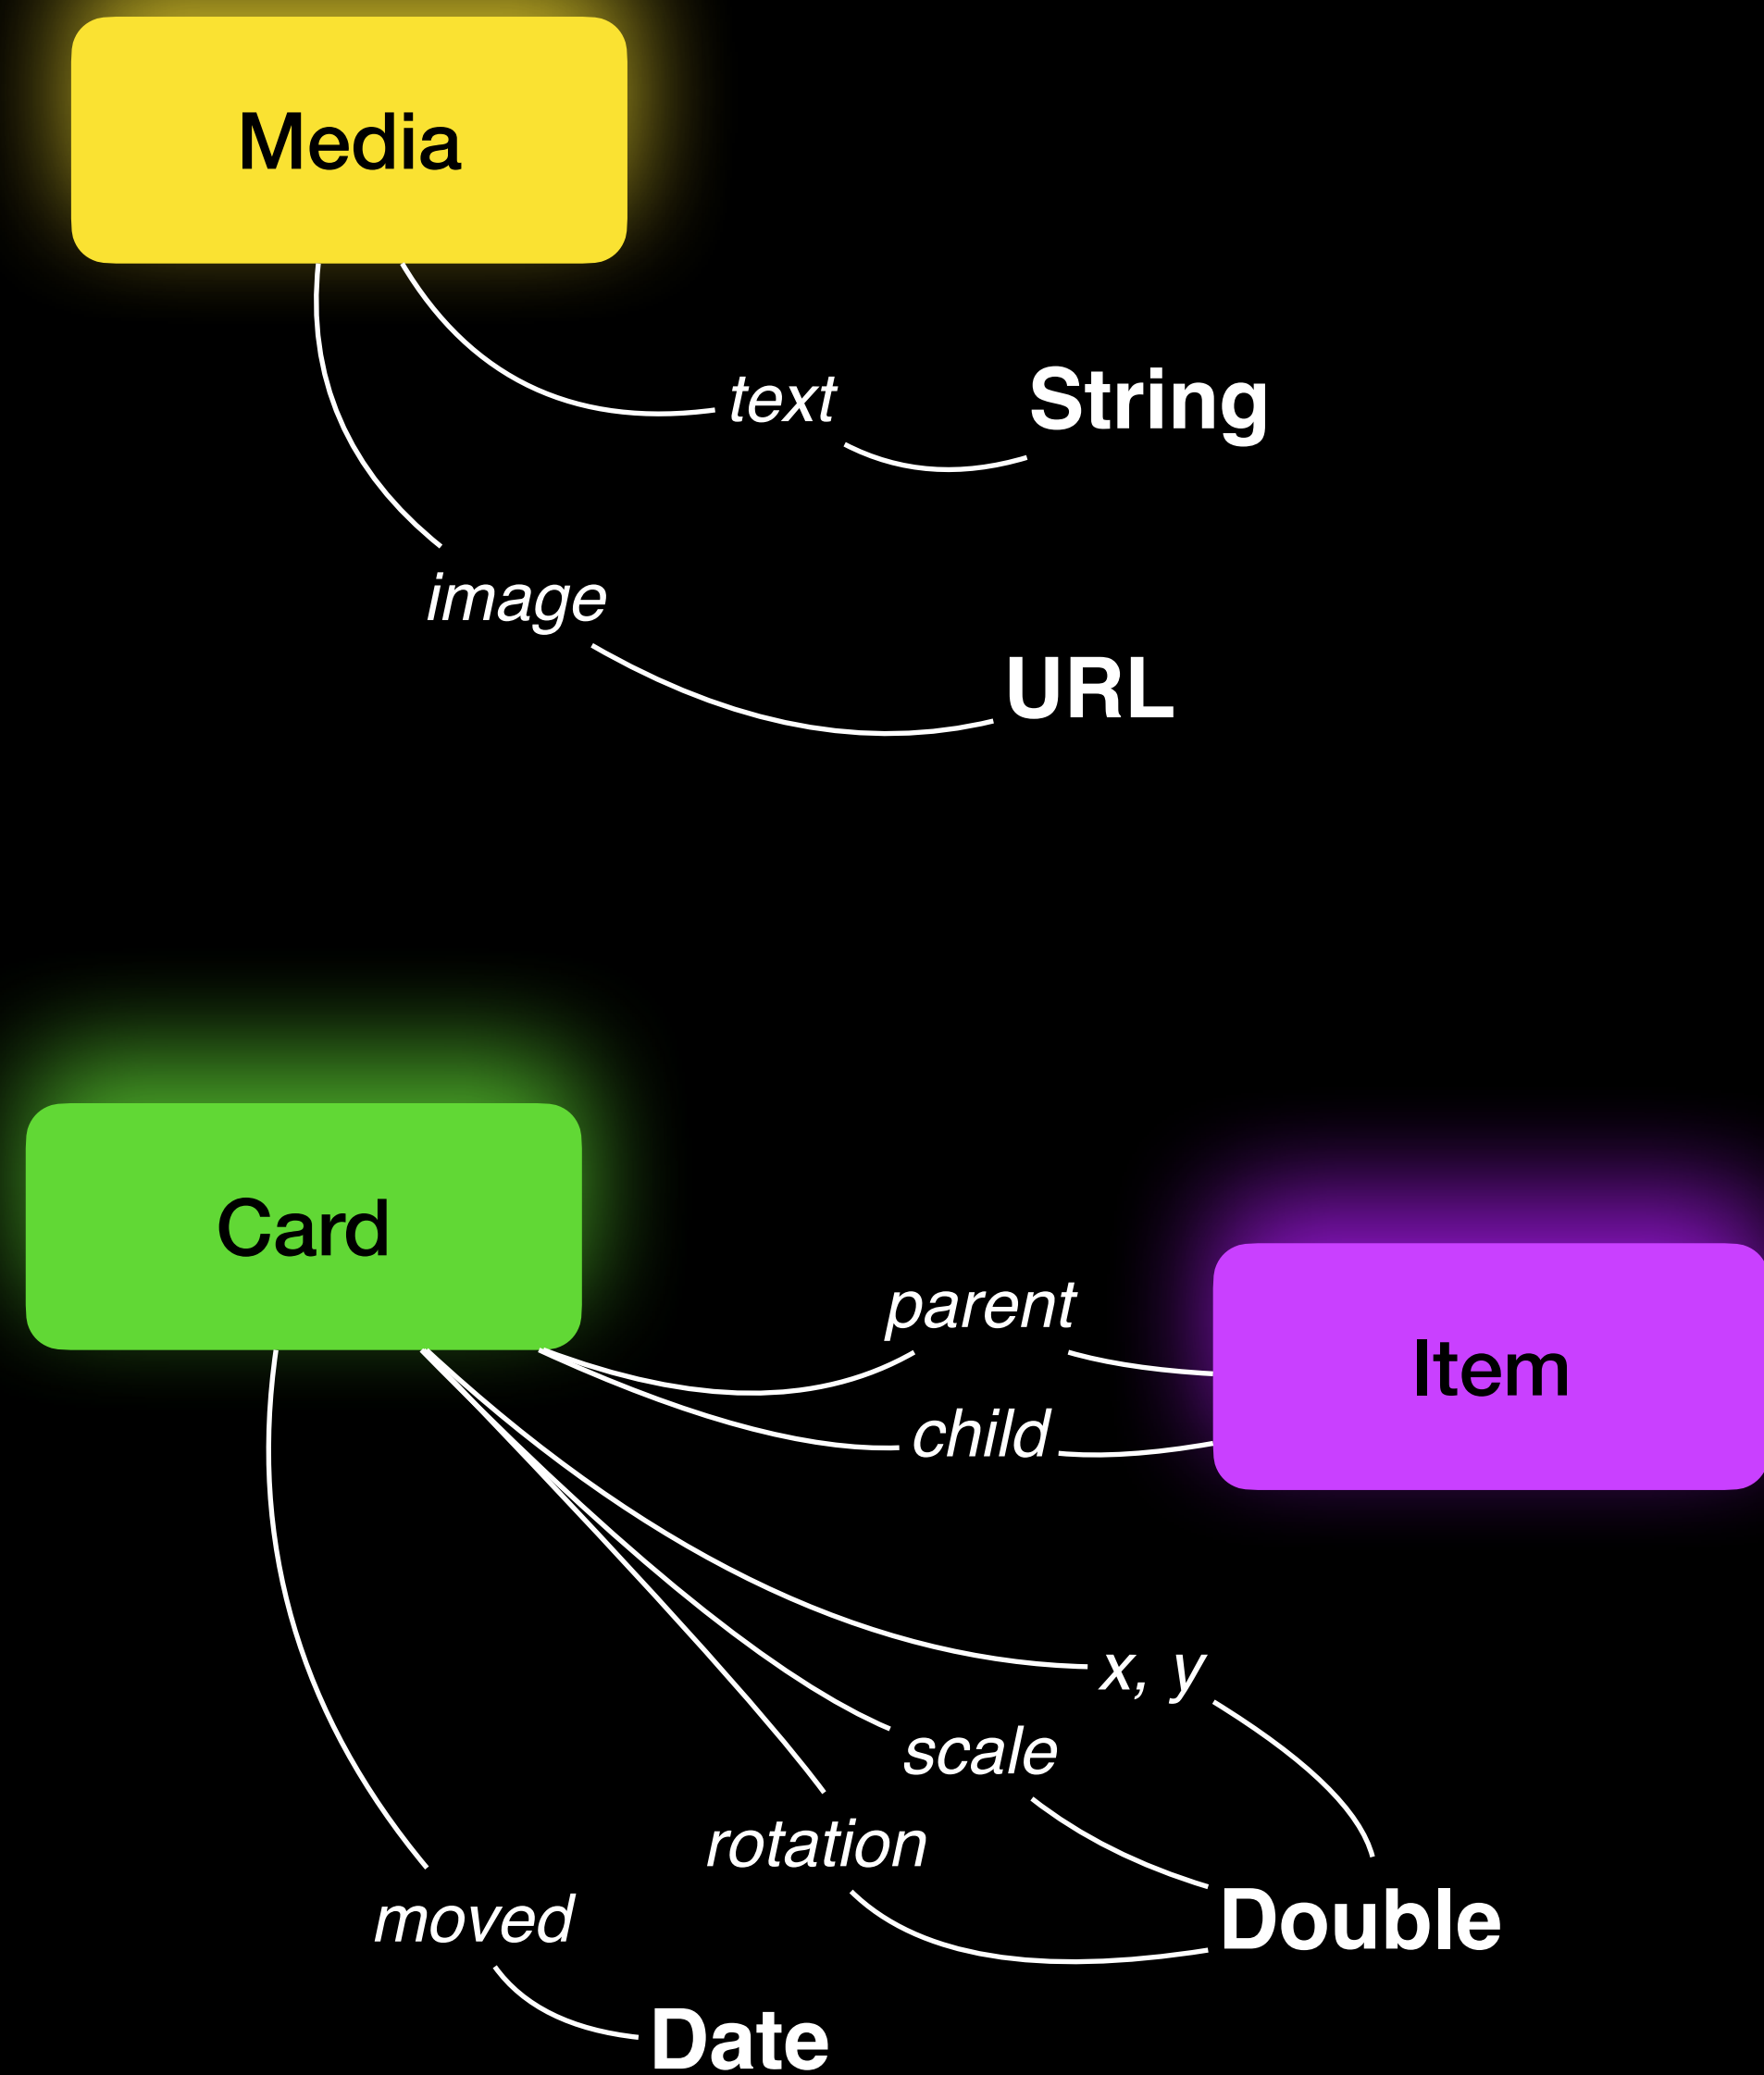 Media
text
String
image
URL
Card
parent
Item
child
x, y
scale
rotation
Double
moved
Date